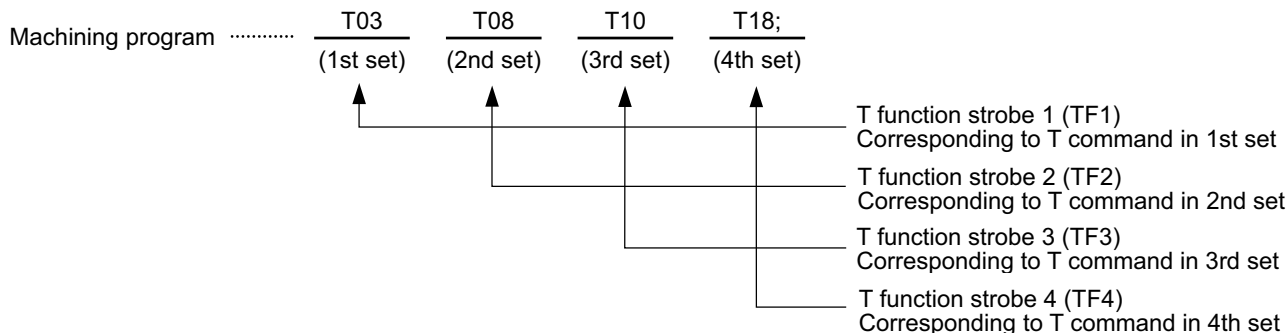 Machining program ............ T03 T08 T10 T18;
(1st set) (2nd set) (3rd set) (4th set)
T function strobe 1 (TF1)
Corresponding to T command in 1st set
T function strobe 2 (TF2)
Corresponding to T command in 2nd set
T function strobe 3 (TF3)
Corresponding to T command in 3rd set
T function strobe 4 (TF4)
Corresponding to T command in 4th set